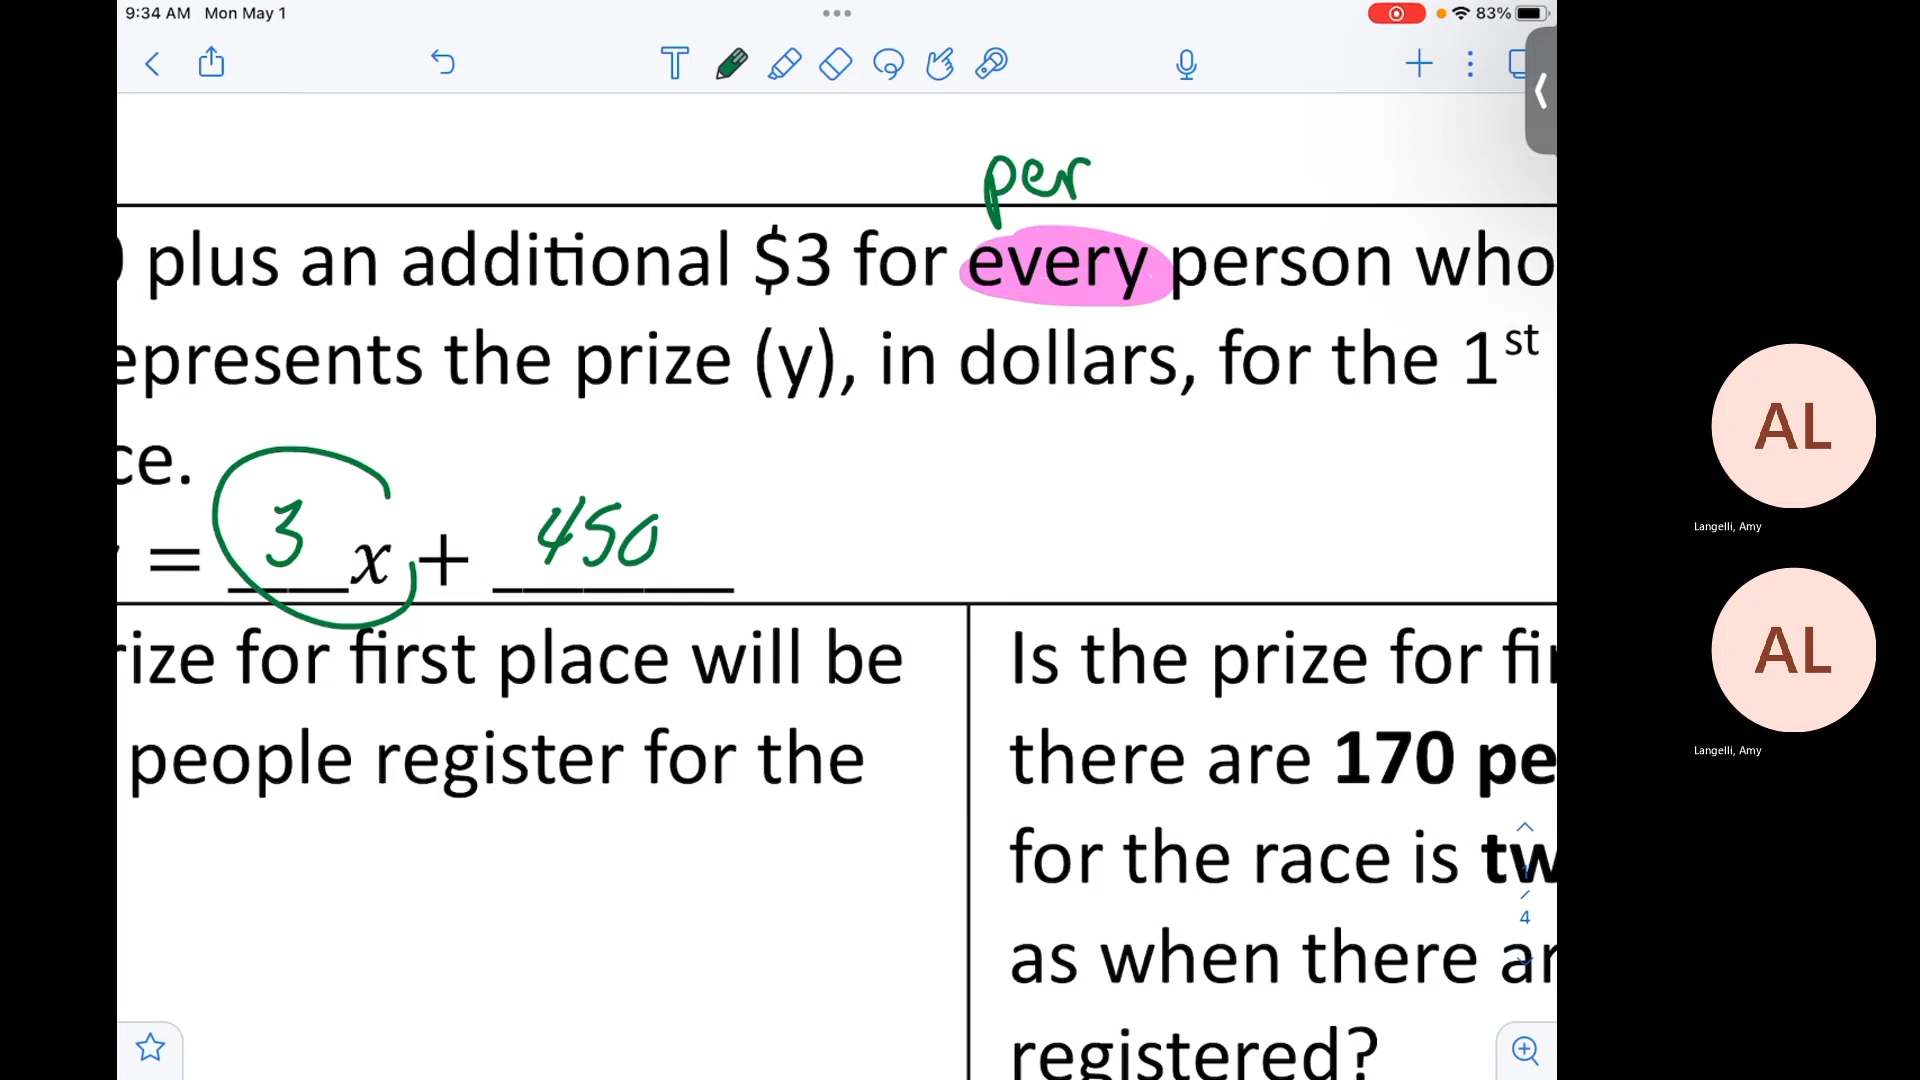 9:34 AM Mon May 1
83%
per
plus an additional $3 for every person who
epresents the prize (y), in dollars, for the 1st
ce.
= 3x + 450
rize for first place will be
people register for the
Is the prize for fir
there are 170 pe
for the race is tw
as when there ar
registered?
/
4
AL
Langelli, Amy
AL
Langelli, Amy